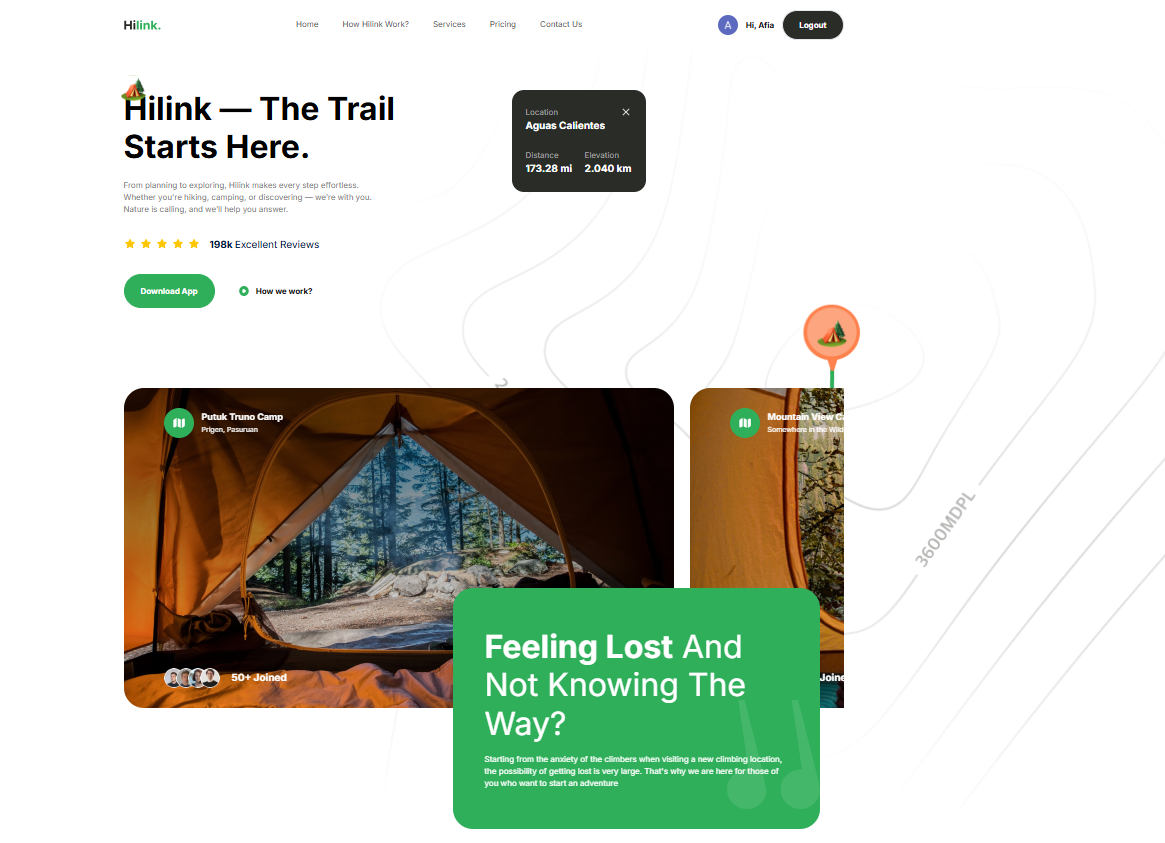 Hilink.
Home
How Hilink Work?
Services
Pricing
Contact Us
A
Hi, Afia
Logout
Hilink — The Trail
Starts Here.
From planning to exploring, Hilink makes every step effortless.
Whether you're hiking, camping, or discovering — we're with you.
Nature is calling, and we'll help you answer.
198k Excellent Reviews
Download App
How we work?
Location
Aguas Calientes
Distance
Elevation
173.28 mi
2.040 km
Putuk Truno Camp
Prigen, Pasuruan
50+ Joined
Mountain View
Somewhere in the
3600MDPL
Feeling Lost And
Not Knowing The
Way?
Starting from the anxiety of the climbers when visiting a new climbing location,
the possibility of getting lost is very large. That's why we are here for those of
you who want to start an adventure